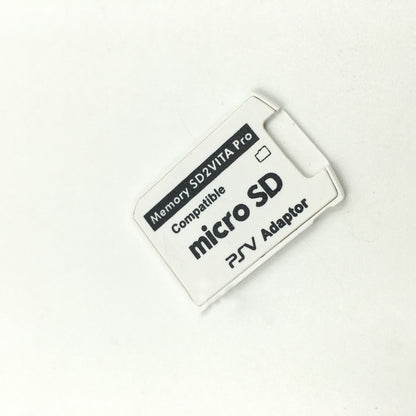 Memory SD2VITA Pro
Compatible
micro SD
PSV Adaptor